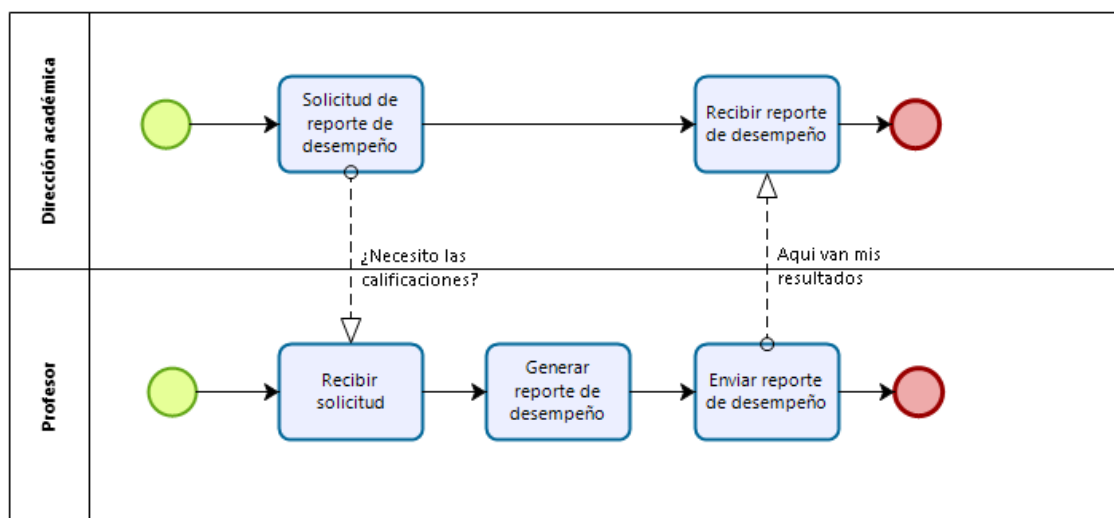 Dirección académica
Solicitud de
reporte de
desempeño
Recibir reporte
de desempeño
¿Necesito las
calificaciones?
Aqui van mis
resultados
Profesor
Recibir
solicitud
Generar
reporte de
desempeño
Enviar reporte
de desempeño